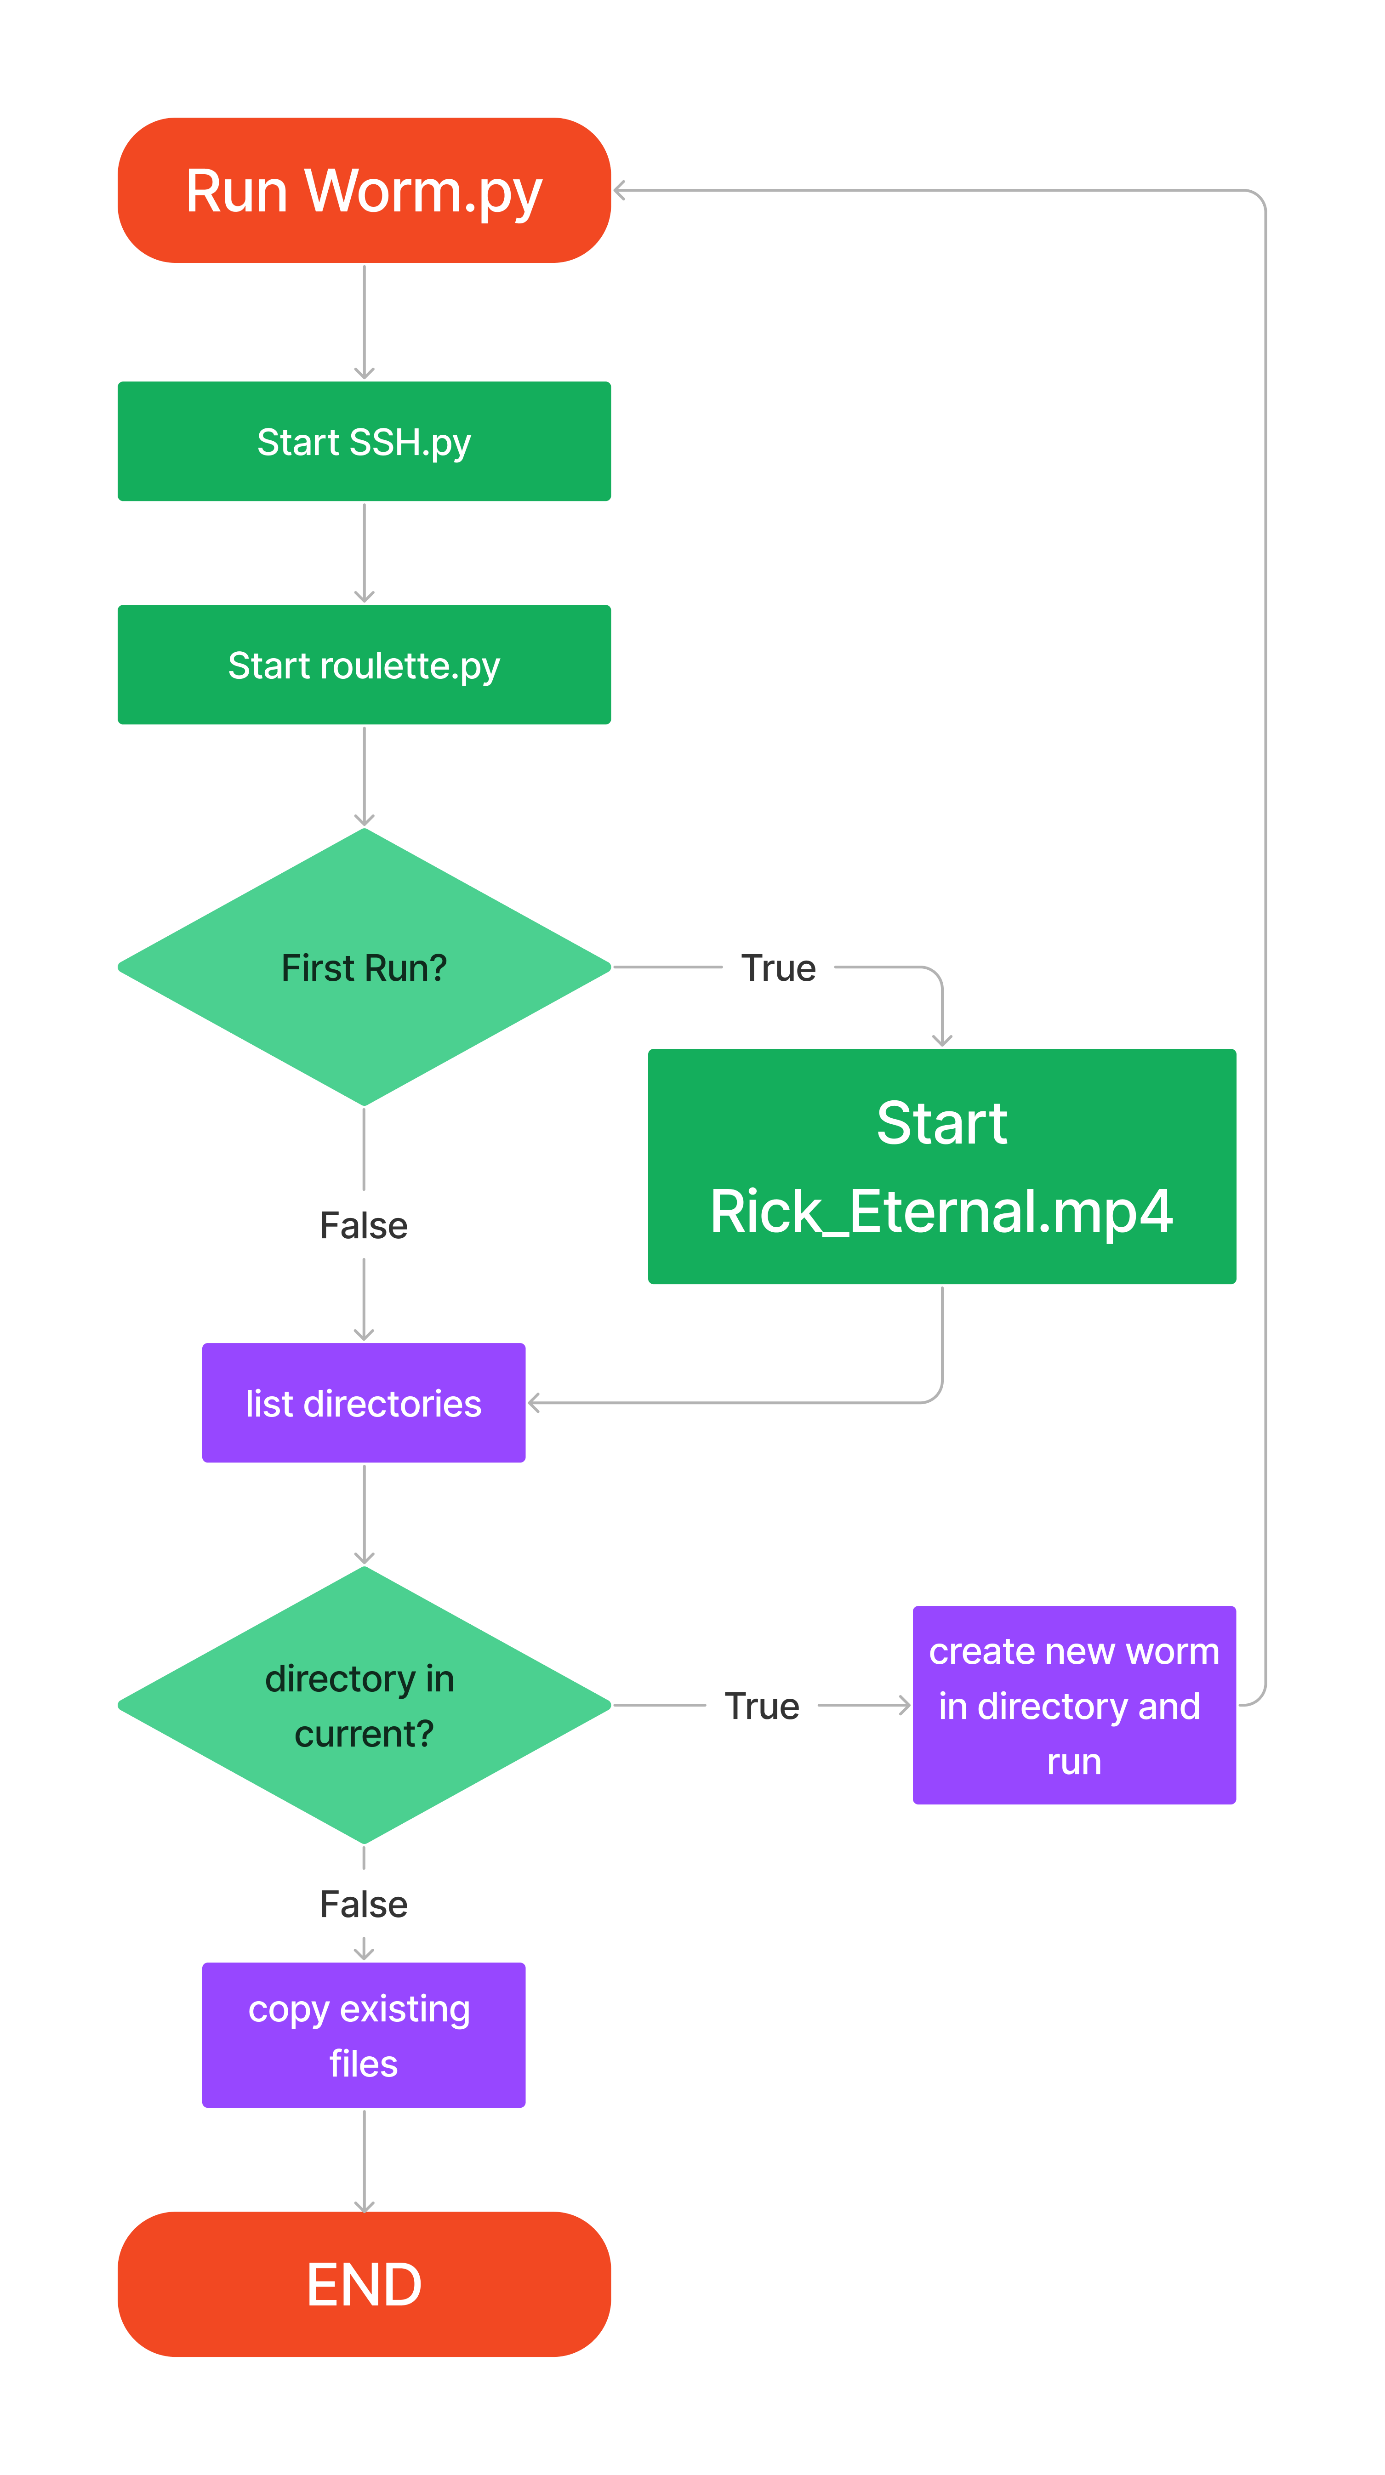 Run Worm.py
Start SSH.py
Start roulette.py
First Run?
True
Start
Rick_Eternal.mp4
False
list directories
directory in
current?
True
create new worm
in directory and
run
False
copy existing
files
END